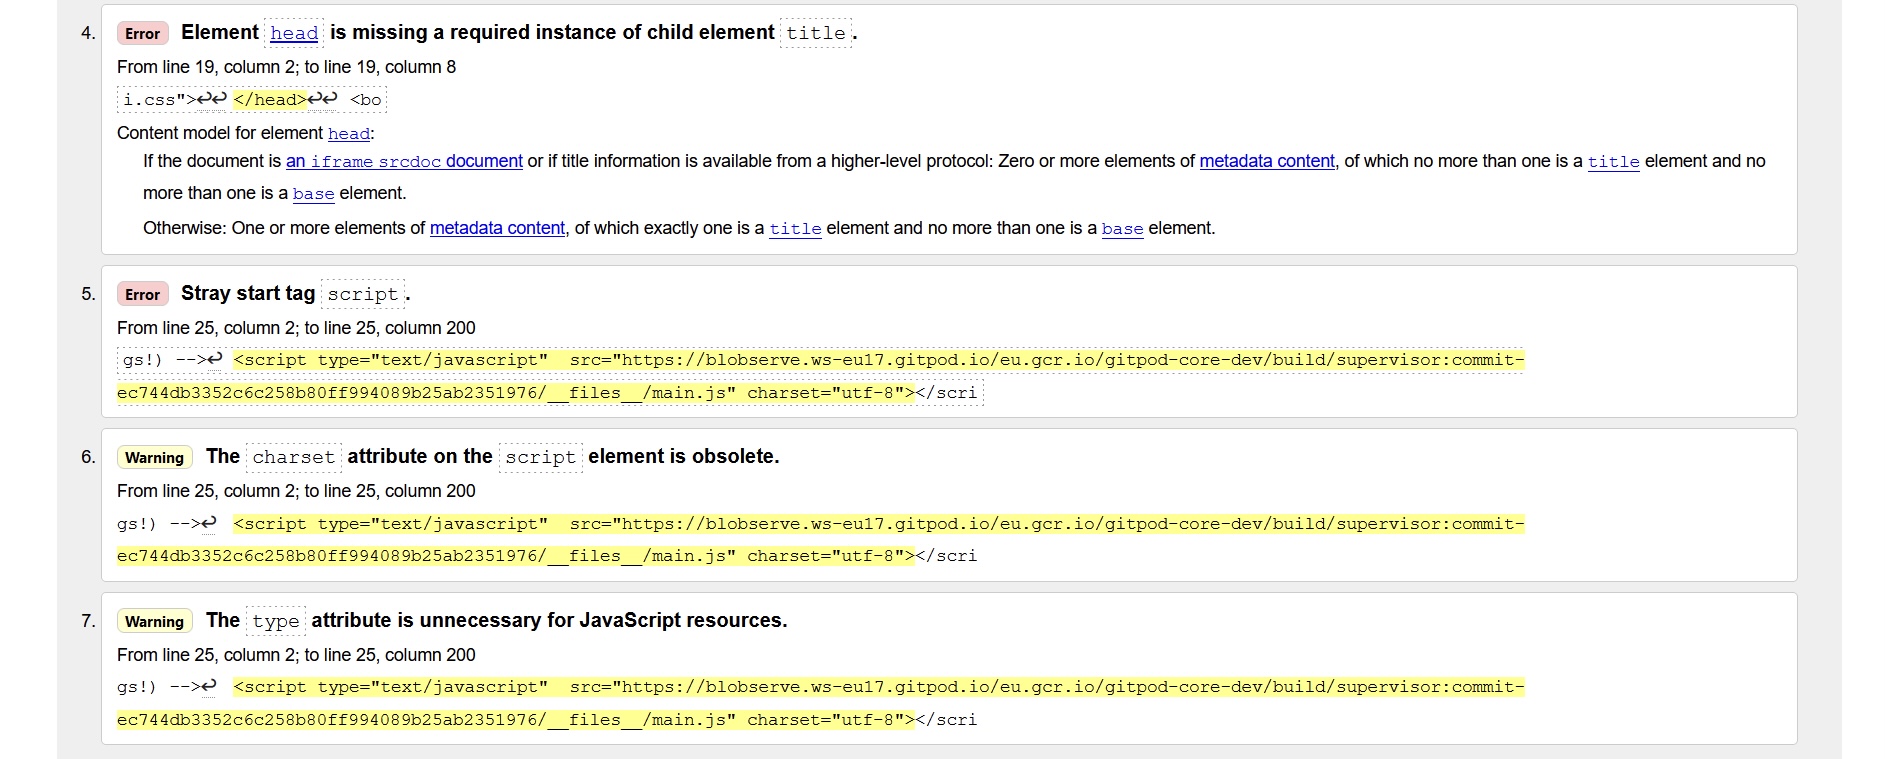 4. Error Element head is missing a required instance of child element title.
From line 19, column 2; to line 19, column 8
i.css">↩↩ </head>↩↩ <bo
Content model for element head:
If the document is an iframe srcdoc document or if title information is available from a higher-level protocol: Zero or more elements of metadata content, of which no more than one is a title element and no
more than one is a base element.
Otherwise: One or more elements of metadata content, of which exactly one is a title element and no more than one is a base element.
5. Error Stray start tag script.
From line 25, column 2; to line 25, column 200
gs!) -->↩ <script type="text/javascript"  src="https://blobserve.ws-eu17.gitpod.io/eu.gcr.io/gitpod-core-dev/build/supervisor:commit-
ec744db3352c6c258b80ff994089b25ab2351976/__files__/main.js" charset="utf-8"></scri
6. Warning The charset attribute on the script element is obsolete.
From line 25, column 2; to line 25, column 200
gs!) -->↩ <script type="text/javascript"  src="https://blobserve.ws-eu17.gitpod.io/eu.gcr.io/gitpod-core-dev/build/supervisor:commit-
ec744db3352c6c258b80ff994089b25ab2351976/__files__/main.js" charset="utf-8"></scri
7. Warning The type attribute is unnecessary for JavaScript resources.
From line 25, column 2; to line 25, column 200
gs!) -->↩ <script type="text/javascript"  src="https://blobserve.ws-eu17.gitpod.io/eu.gcr.io/gitpod-core-dev/build/supervisor:commit-
ec744db3352c6c258b80ff994089b25ab2351976/__files__/main.js" charset="utf-8"></scri